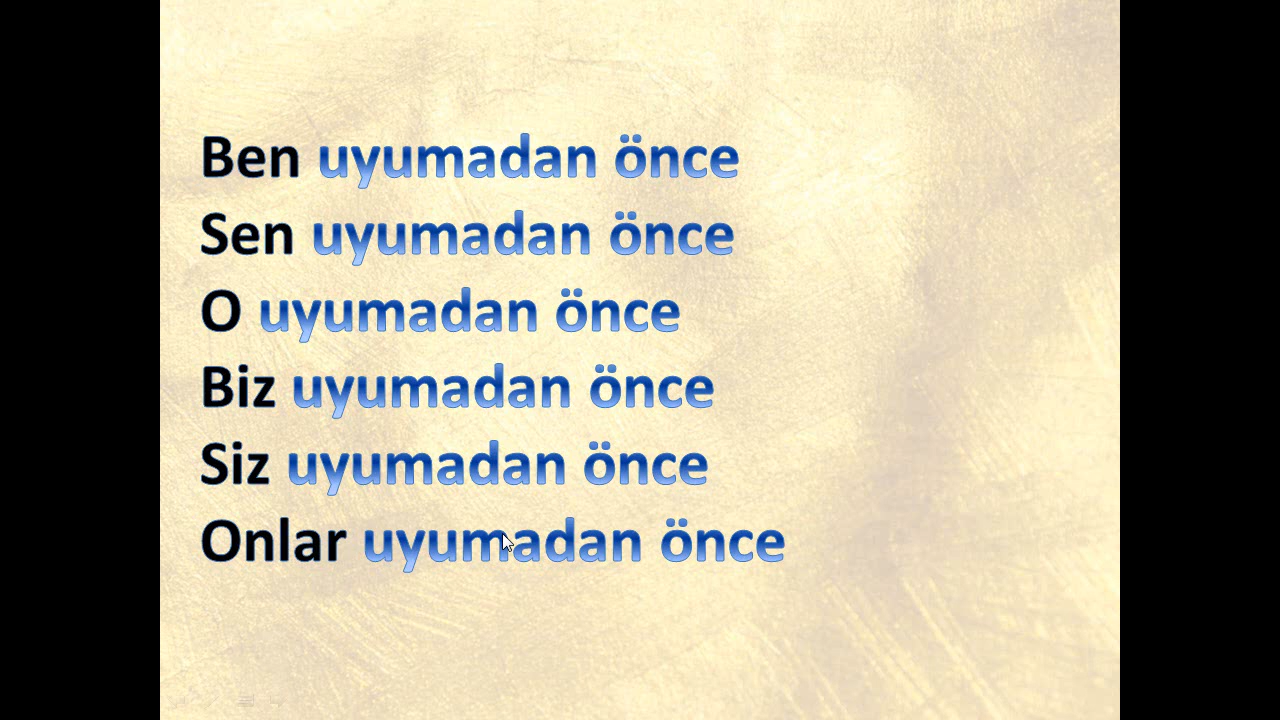 Ben uyumadan önce
Sen uyumadan önce
O uyumadan önce
Biz uyumadan önce
Siz uyumadan önce
Onlar uyumadan önce